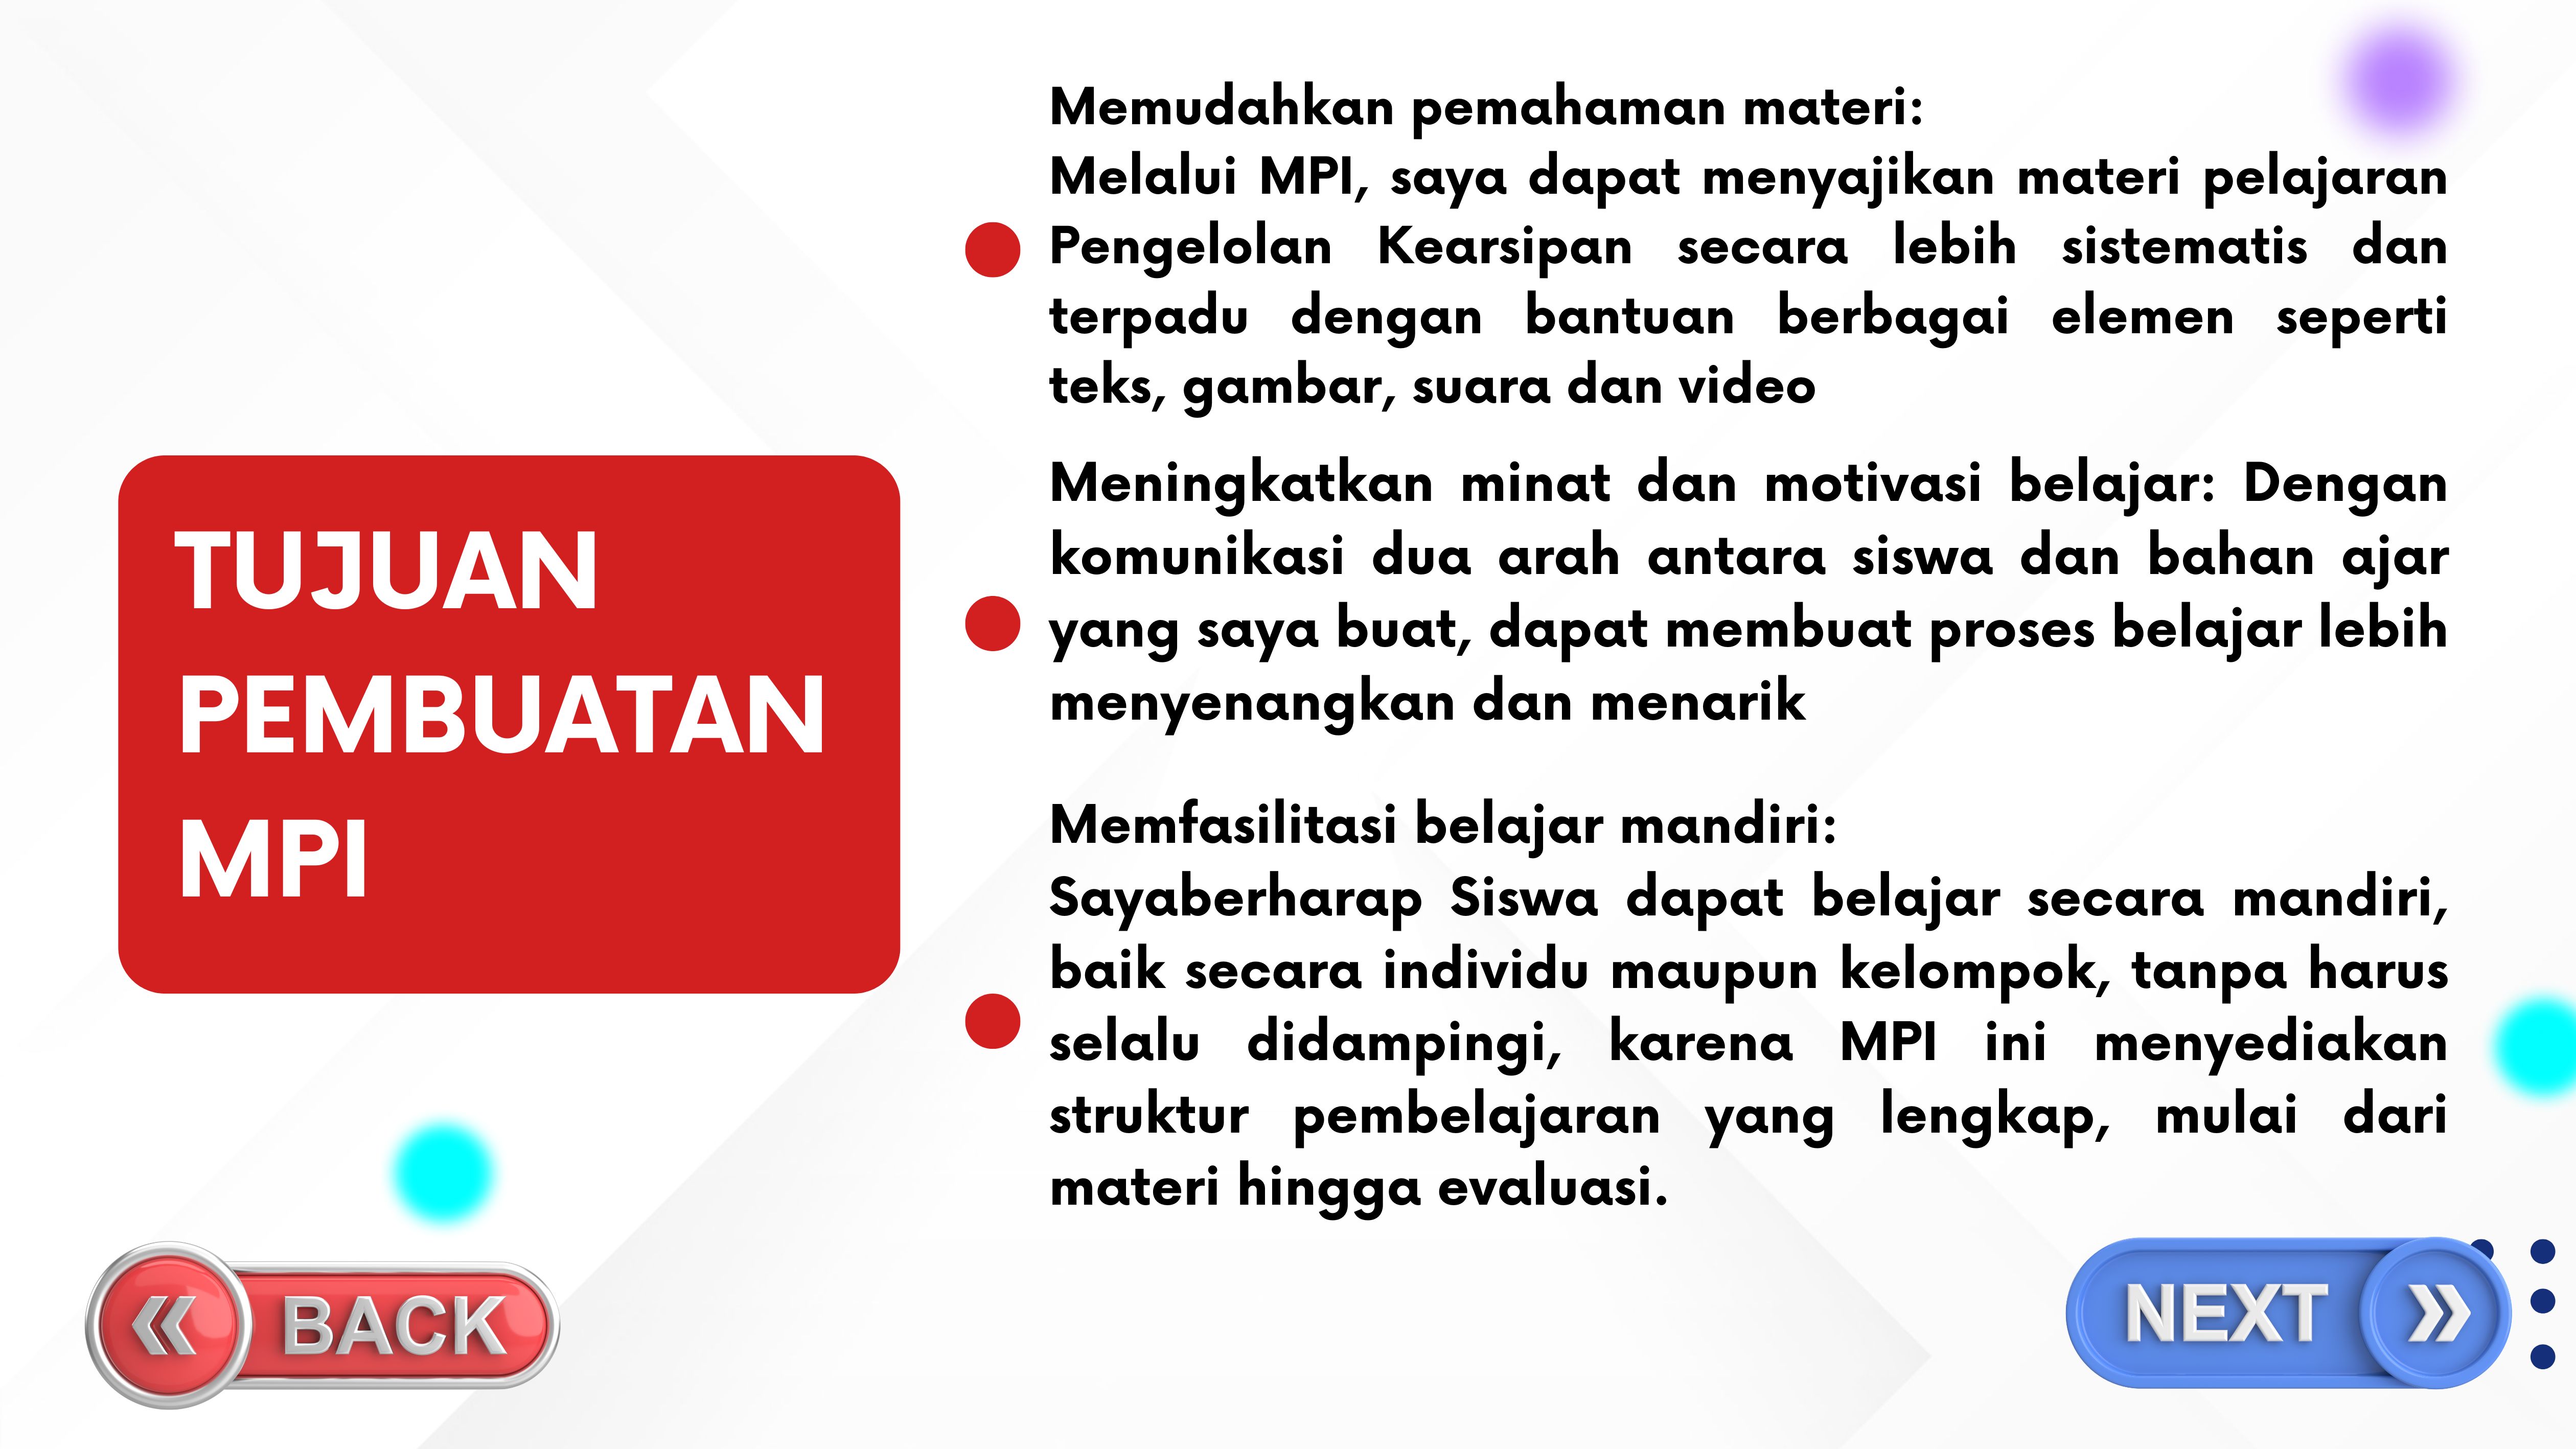 TUJUAN
PEMBUATAN
MPI
Memudahkan pemahaman materi:
Melalui MPI, saya dapat menyajikan materi pelajaran
Pengelolan Kearsipan secara lebih sistematis dan
terpadu dengan bantuan berbagai elemen seperti
teks, gambar, suara dan video
Meningkatkan minat dan motivasi belajar: Dengan
komunikasi dua arah antara siswa dan bahan ajar
yang saya buat, dapat membuat proses belajar lebih
menyenangkan dan menarik
Memfasilitasi belajar mandiri:
Sayaberharap Siswa dapat belajar secara mandiri,
baik secara individu maupun kelompok, tanpa harus
selalu didampingi, karena MPI ini menyediakan
struktur pembelajaran yang lengkap, mulai dari
materi hingga evaluasi.
BACK
NEXT